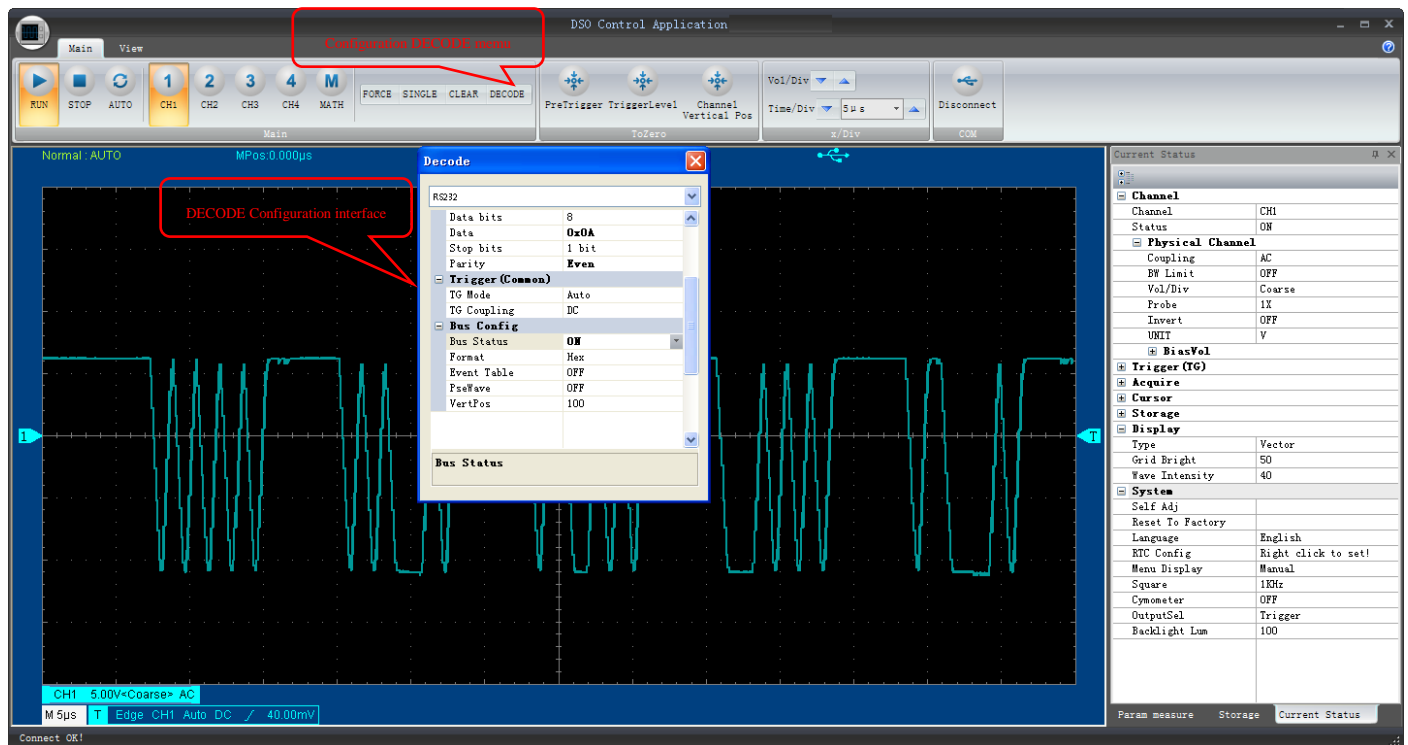 DSO Control Application
Main View
Configuration DECODE menus
RUN STOP AUTO
1 2 3 4 M
CH1 CH2 CH3 CH4 MATH
FORCE SINGLE CLEAR DECODE
Main
PreTrigger TriggerLevel Channel
Vertical Pos
ToZero
Vol/Div
Time/Div 5μs
x/Div
Disconnect
COM
Normal : AUTO MPos:0.000μs
DECODE Configuration interface
1
T
Decode
RS232
Data bits 8
Data 0x0A
Stop bits 1 bit
Parity Even
Trigger(Common)
TG Mode Auto
TG Coupling DC
Bus Config
Bus Status ON
Format Hex
Event Table OFF
PseWave OFF
VertPos 100
Bus Status
CH1 5.00V<Coarse> AC
M 5μs T Edge CH1 Auto DC 40.00mV
Connect OK!
Current Status
Channel
Channel CH1
Status ON
Physical Channel
Coupling AC
BW Limit OFF
Vol/Div Coarse
Probe 1X
Invert OFF
UNIT V
BiasVol
Trigger(TG)
Acquire
Cursor
Storage
Display
Type Vector
Grid Bright 50
Wave Intensity 40
System
Self Adj
Reset To Factory
Language English
RTC Config Right click to set!
Menu Display Manual
Square 1KHz
Cymometer OFF
OutputSel Trigger
Backlight Lum 100
Param measure Storage Current Status